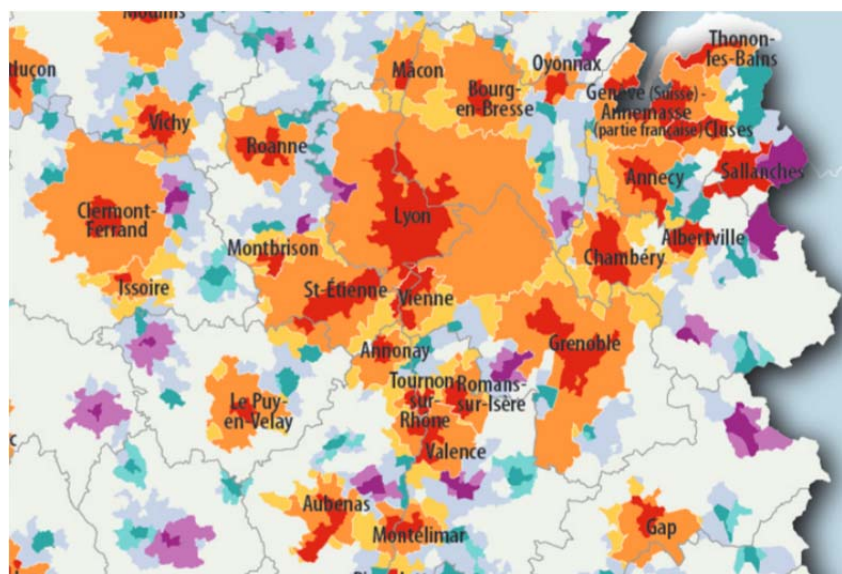 Thonon-
les-Bains
Mâcon
Oyonnax
Bourg-
en-Bresse
Genève (Suisse) -
Annemasse
(partie française)
Cluses
Vichy
Roanne
Annecy
Sallanches
Clermont-
Ferrand
Lyon
Montbrison
Albertville
Chambéry
Issoire
St-Étienne
Vienne
Annonay
Grenoble
Tournon-
sur-
Rhône
Romans-
sur-Isère
Le Puy-
en-Velay
Valence
Aubenas
Montélimar
Gap